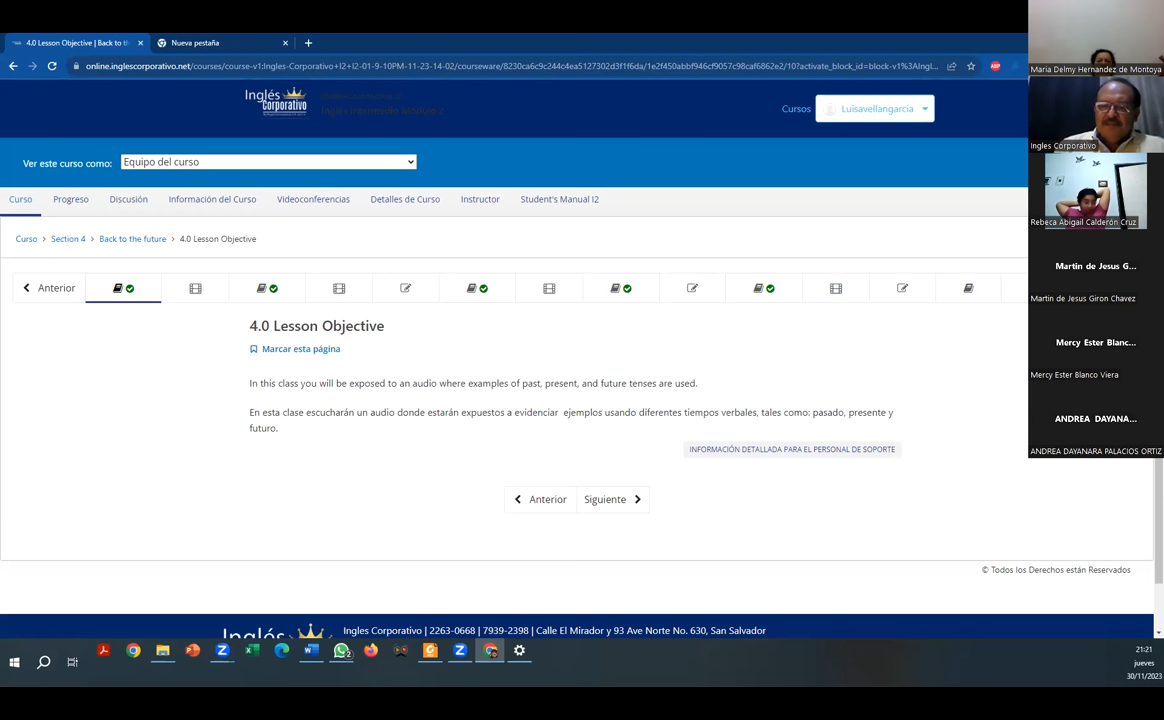 4.0 Lesson Objective | Back to th
Nueva pestaña
online.inglescorporativo.net/courses/course-v1:Ingles-Corporativo+I2+I2-01-9-10PM-11-23-14-02/courseware/8230ca6c9c244c4ea5127302d3f1f6da/1e2f450abbf946cf9057c98caf6862e2/10?activate_block_id=block-v1%3AIngl...
ABP
Inglés Corporativo
Inglés Intermedio Módulo 2
Cursos
Luisavellangarcia
Ver este curso como:
Equipo del curso
Curso
Progreso
Discusión
Información del Curso
Videoconferencias
Detalles de Curso
Instructor
Student's Manual I2
Curso > Section 4 > Back to the future > 4.0 Lesson Objective
Anterior
4.0 Lesson Objective
Marcar esta página
In this class you will be exposed to an audio where examples of past, present, and future tenses are used.
En esta clase escucharán un audio donde estarán expuestos a evidenciar ejemplos usando diferentes tiempos verbales, tales como: pasado, presente y
futuro.
INFORMACIÓN DETALLADA PARA EL PERSONAL DE SOPORTE
Anterior
Siguiente
© Todos los Derechos están Reservados
Inglés
Ingles Corporativo | 2263-0668 | 7939-2398 | Calle El Mirador y 93 Ave Norte No. 630, San Salvador
2
21:21
jueves
30/11/2023
Maria Delmy Hernandez de Montoya
Ingles Corporativo
Rebeca Abigail Calderón Cruz
Martin de Jesus G...
Martin de Jesus Giron Chavez
Mercy Ester Blanc...
Mercy Ester Blanco Viera
ANDREA DAYANA...
ANDREA DAYANARA PALACIOS ORTIZ